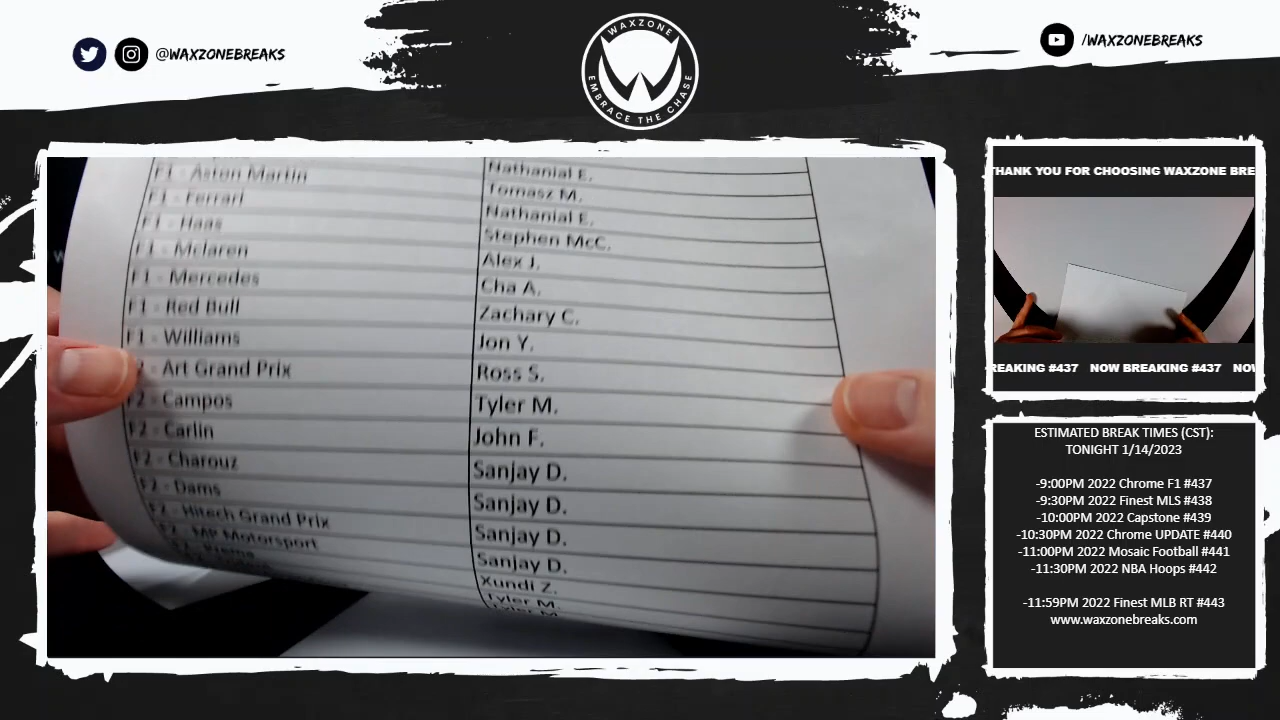 @WAXZONEBREAKS
WAXZONE
EMBRACE THE CHASE
/WAXZONEBREAKS
Nathanial E.
F1 - Aston Martin Tomasz M.
F1 - Ferrari Nathanial E.
F1 - Haas Stephen McC.
F1 - Mclaren Alex J.
F1 - Mercedes Cha A.
F1 - Red Bull Zachary C.
F1 - Williams Jon Y.
- Art Grand Prix Ross S.
F2 - Campos Tyler M.
F2 - Carlin John F.
F2 - Charouz Sanjay D.
F2 - Dams Sanjay D.
F2 - Hitech Grand Prix Sanjay D.
F2 - MP Motorsport Sanjay D.
Prema Xundi Z.
Tyler M.
THANK YOU FOR CHOOSING WAXZONE BRE
REAKING #437 NOW BREAKING #437 NOW
ESTIMATED BREAK TIMES (CST):
TONIGHT 1/14/2023
-9:00PM 2022 Chrome F1 #437
-9:30PM 2022 Finest MLS #438
-10:00PM 2022 Capstone #439
-10:30PM 2022 Chrome UPDATE #440
-11:00PM 2022 Mosaic Football #441
-11:30PM 2022 NBA Hoops #442
-11:59PM 2022 Finest MLB RT #443
www.waxzonebreaks.com